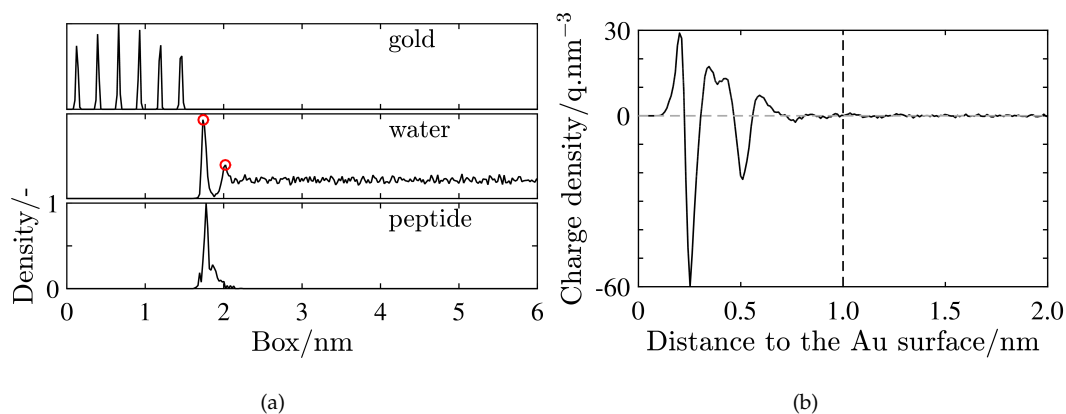 gold
water
peptide
Density/-
1
0
0 1 2 3 4 5 6
Box/nm
(a)
Charge density/q.nm⁻³
30
0
-60
0 0.5 1.0 1.5 2.0
Distance to the Au surface/nm
(b)